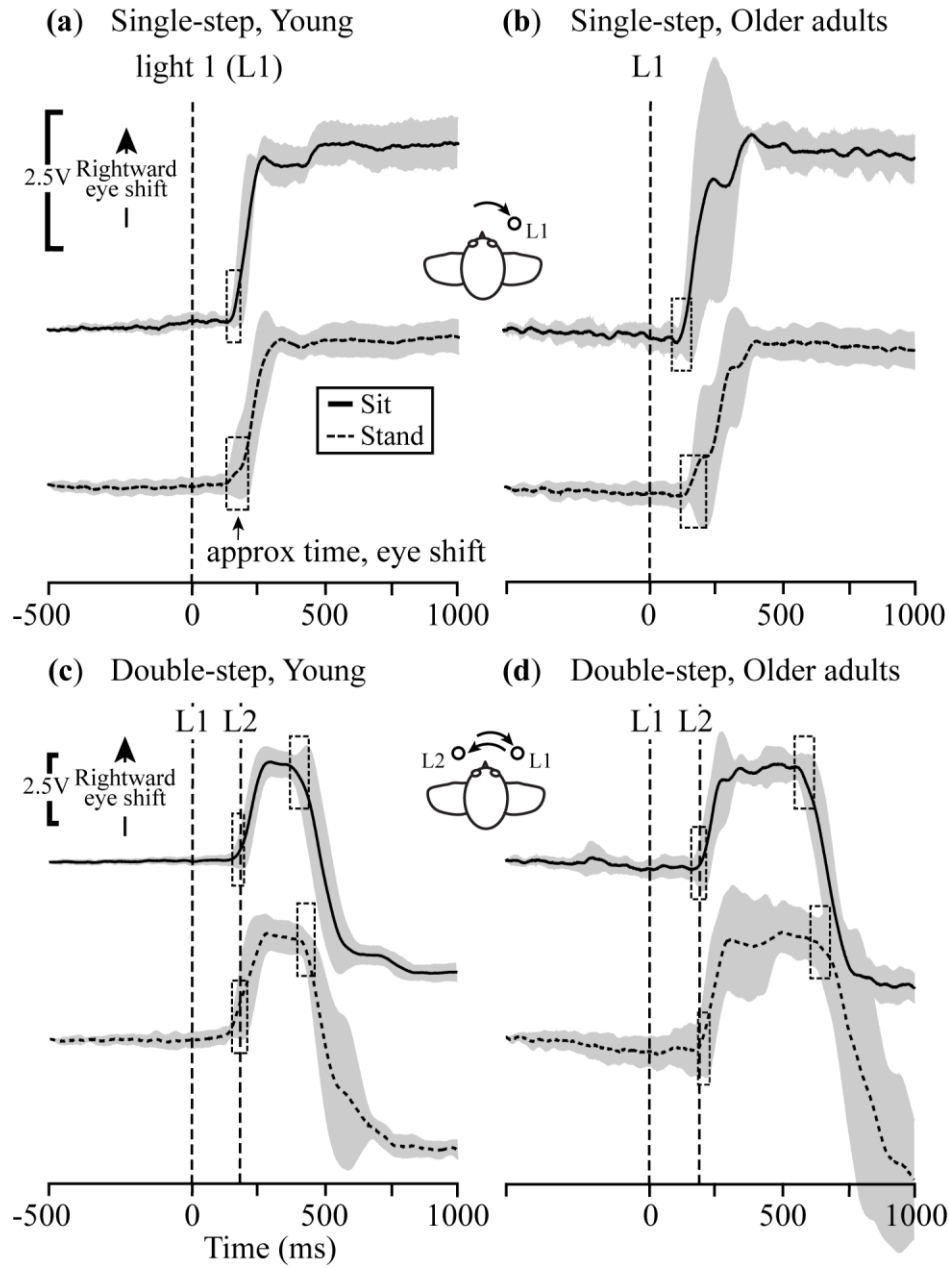 (a) Single-step, Young
light 1 (L1)
2.5V
Rightward
eye shift
Sit
Stand
approx time, eye shift
-500 0 500 1000
(b) Single-step, Older adults
L1
L1
0 500 1000
(c) Double-step, Young
L1 L2
2.5V
Rightward
eye shift
L2 L1
-500 0 500 1000
Time (ms)
(d) Double-step, Older adults
L1 L2
0 500 1000